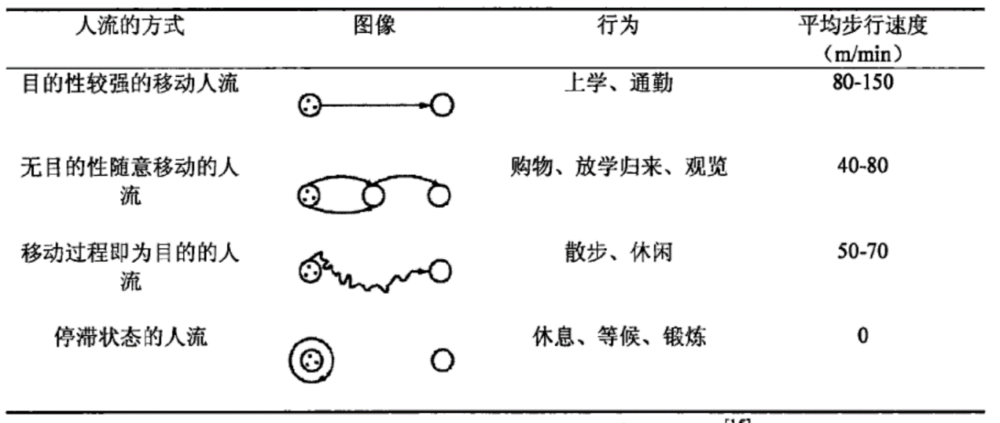 人流的方式 图像 行为 平均步行速度
（m/min）
目的性较强的移动人流 上学、通勤 80-150
无目的性随意移动的人 购物、放学归来、观览 40-80
流
移动过程即为目的的人 散步、休闲 50-70
流
停滞状态的人流 休息、等候、锻炼 0